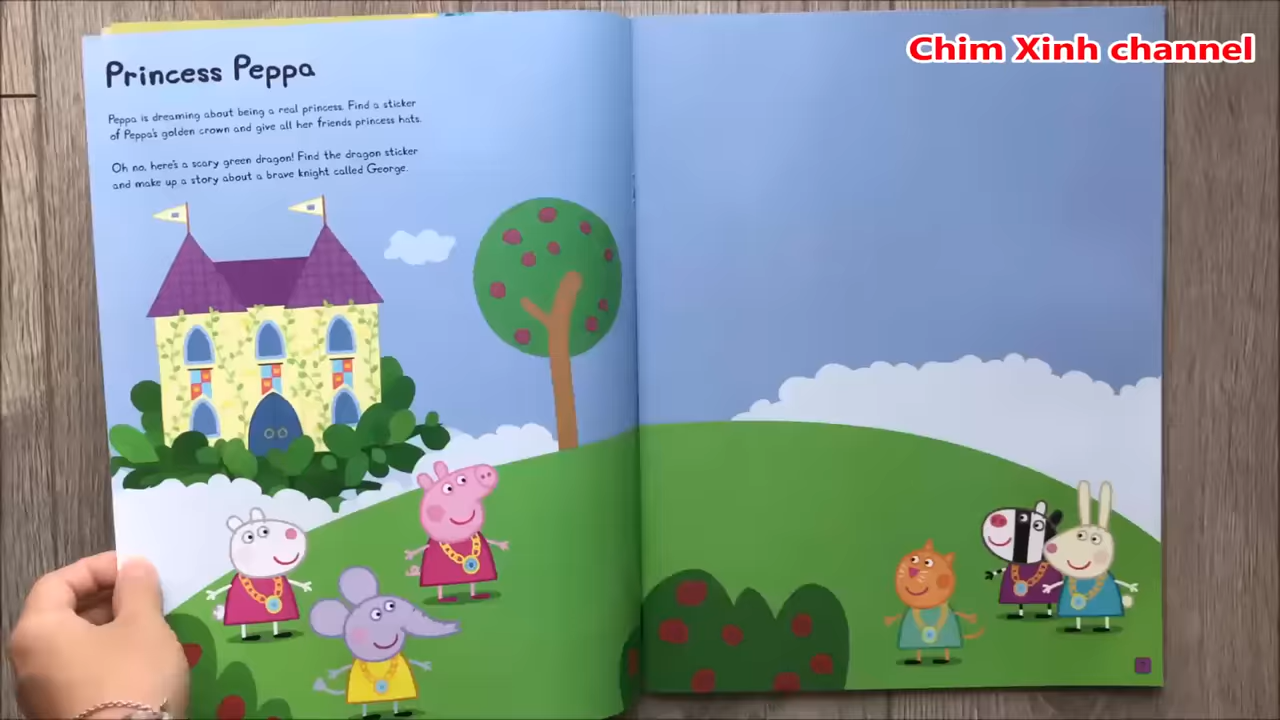 Princess Peppa
Chim Xinh channel
Peppa is dreaming about being a real princess. Find a sticker
of Peppa's golden crown and give all her friends princess hats.
Oh no, here's a scary green dragon! Find the dragon sticker
and make up a story about a brave knight called George.